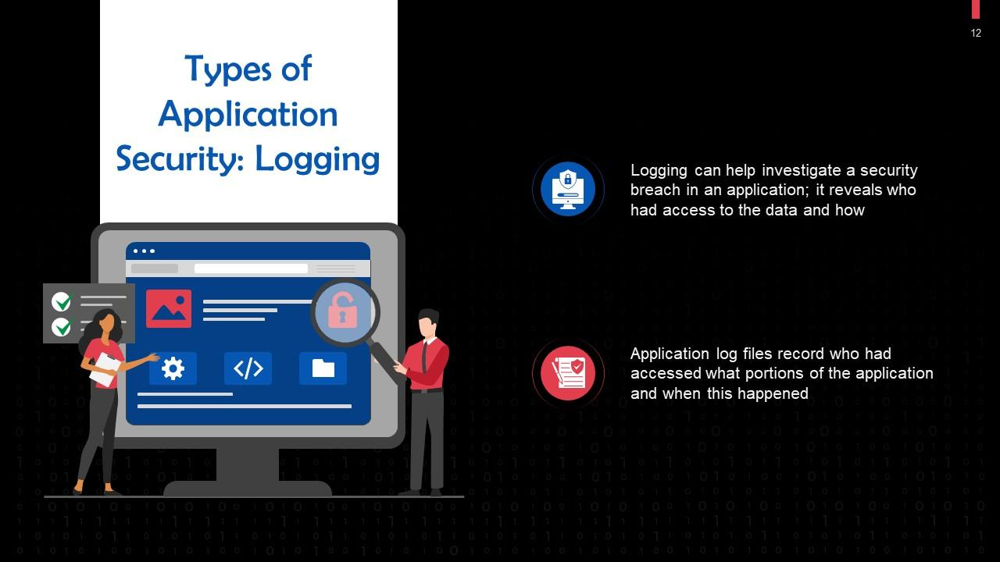 12
Types of
Application
Security: Logging
Logging can help investigate a security
breach in an application; it reveals who
had access to the data and how
Application log files record who had
accessed what portions of the application
and when this happened